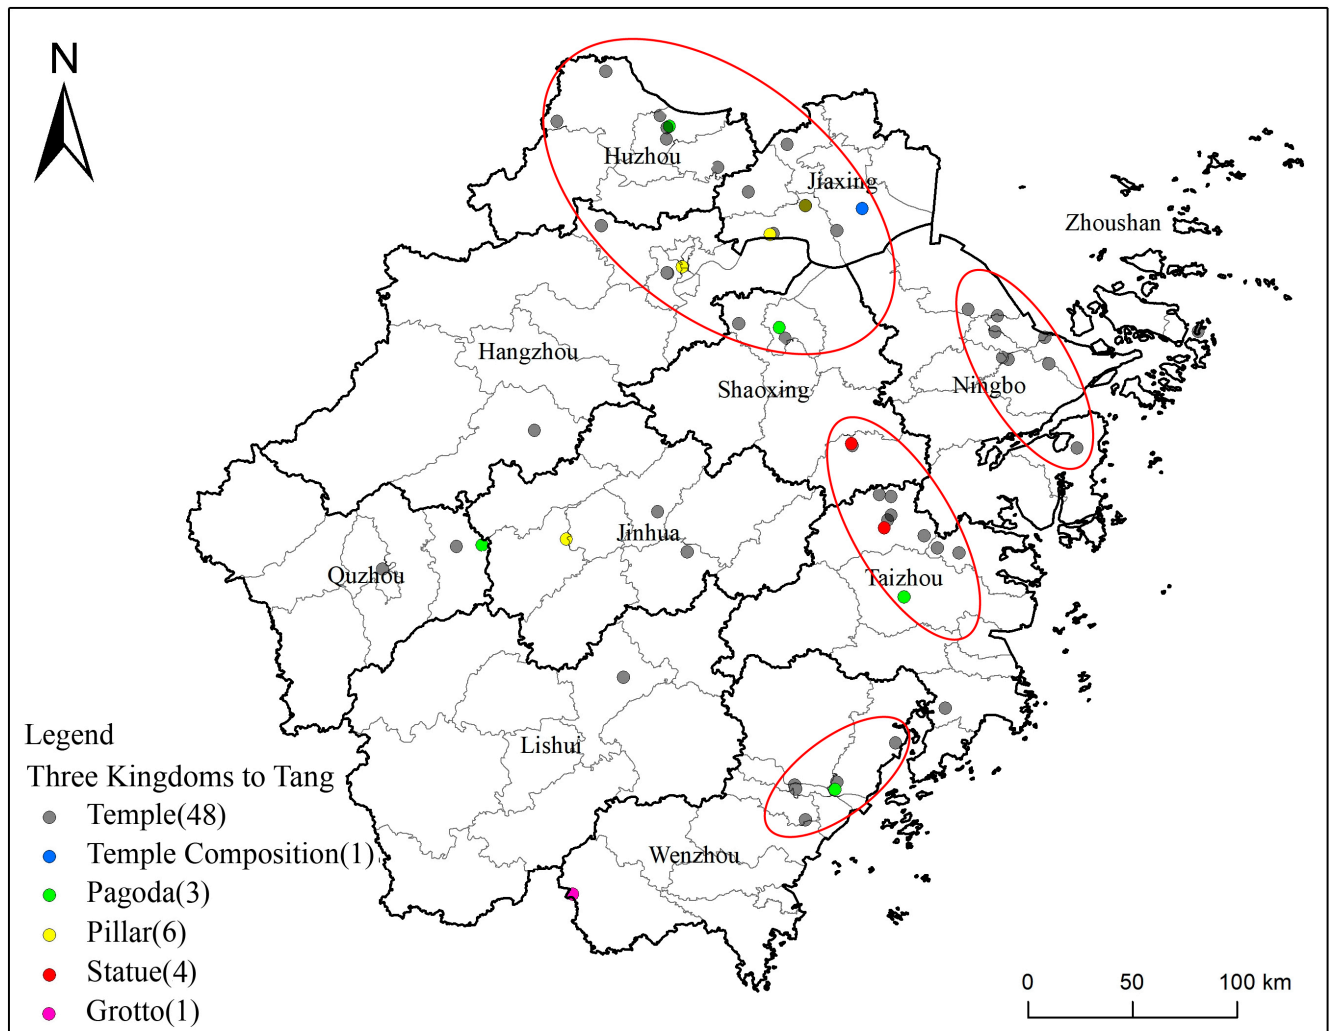 N
Huzhou
Jiaxing
Zhoushan
Hangzhou
Shaoxing
Ningbo
Jinhua
Quzhou
Taizhou
Lishui
Wenzhou
Legend
Three Kingdoms to Tang
Temple(48)
Temple Composition(1)
Pagoda(3)
Pillar(6)
Statue(4)
Grotto(1)
0 50 100 km